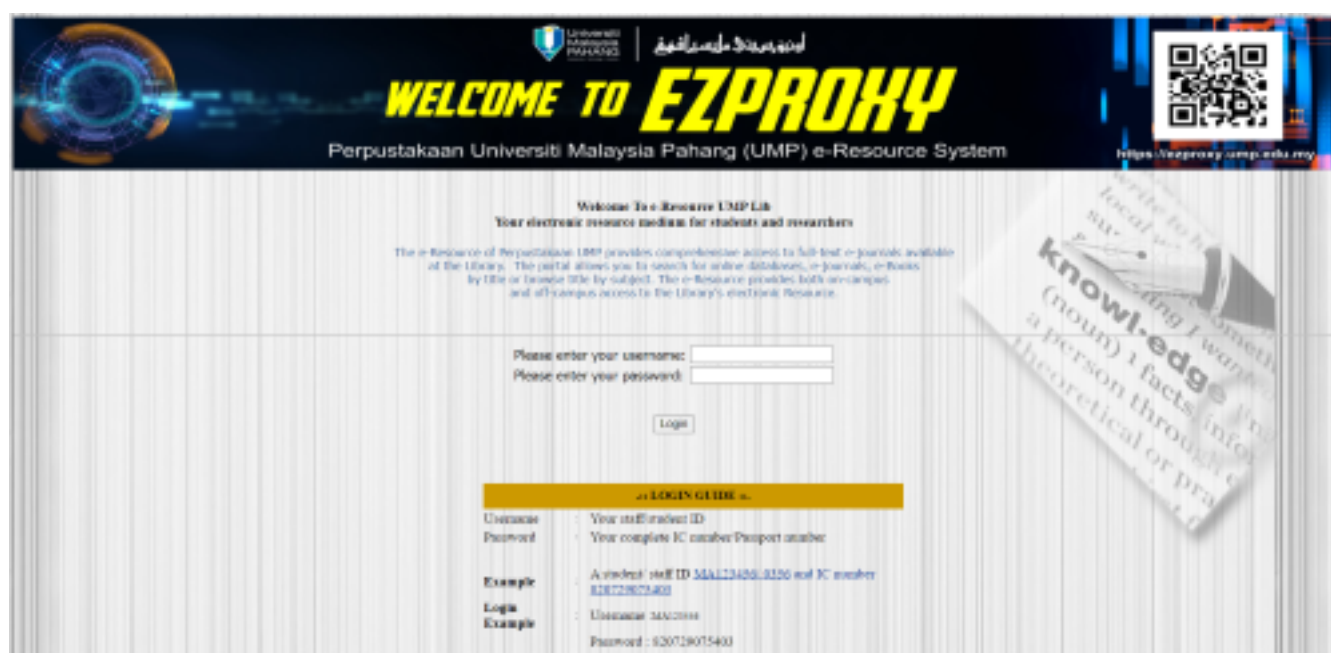 Universiti
Malaysia
PAHANG
اونيۏرسيتي مليسيا ڤهڠ
WELCOME TO EZPROXY
Perpustakaan Universiti Malaysia Pahang (UMP) e-Resource System
https://ezproxy.ump.edu.my
Welcome To e-Resource UMP Lib
Your electronic resource medium for students and researchers
The e-Resource of Perpustakaan UMP provides comprehensive access to full-text e-Journals available
at the Library. The portal allows you to search for online databases, e-Journals, e-Books
by title or browse title by subject. The e-Resource provides both on-campus
and off-campus access to the Library's electronic Resource.
write to
local
knowl·edge
(noun) 1 facts, info
a person through
theoretical or pra
Please enter your username:
Please enter your password:
Login
.:: LOGIN GUIDE ::.
Username : Your staff/student ID
Password : Your complete IC number/Passport number
Example : A student/ staff ID and IC number
820729075403
Login
Example : Username
Password : 820729075403